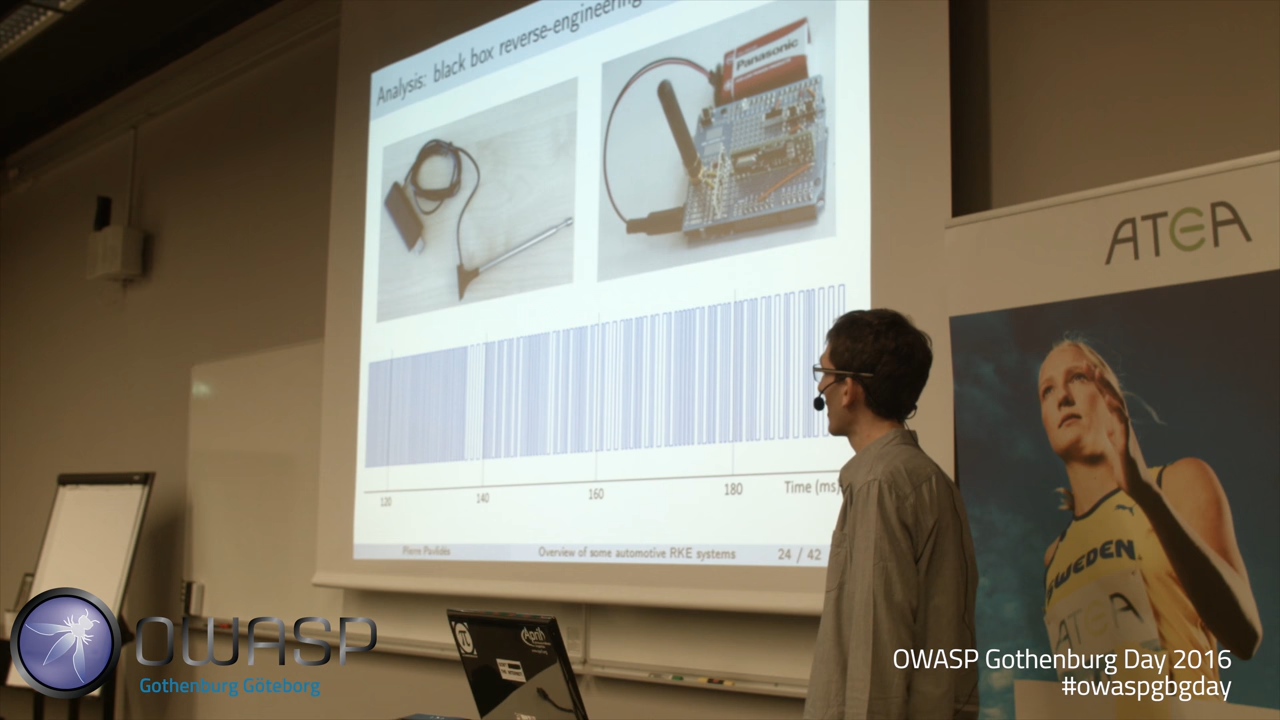 Analysis: black box reverse-engineering
Panasonic
120
140
160
180
Time (ms)
Pierre Pavlidès
Overview of some automotive RKE systems
24 / 42
ATEA
SWEDEN
ATEA
April
OWASP
Gothenburg Göteborg
OWASP Gothenburg Day 2016
#owaspgbgday